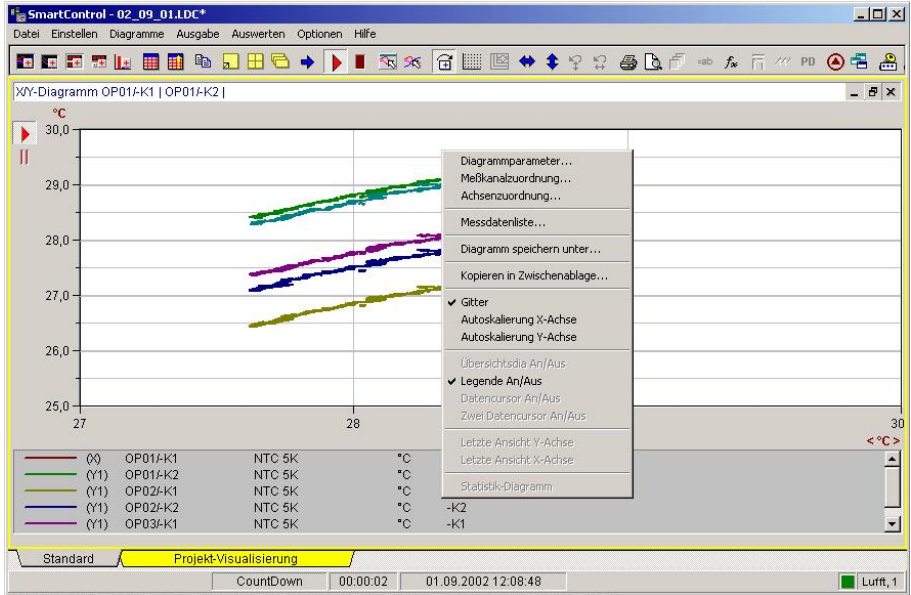 SmartControl - 02_09_01.LDC*
Datei Einstellen Diagramme Ausgabe Auswerten Optionen Hilfe
X/Y-Diagramm OP01/-K1 | OP01/-K2 |
°C
30,0
29,0
28,0
27,0
26,0
25,0
27 28 30
<°C>
Diagrammparameter...
Meßkanalzuordnung...
Achsenzuordnung...
Messdatenliste...
Diagramm speichern unter...
Kopieren in Zwischenablage...
Gitter
Autoskalierung X-Achse
Autoskalierung Y-Achse
Übersichtsdia An/Aus
Legende An/Aus
Datencursor An/Aus
Zwei Datencursor An/Aus
Letzte Ansicht Y-Achse
Letzte Ansicht X-Achse
Statistik-Diagramm
(X) OP01/-K1 NTC 5K °C
(Y1) OP01/-K2 NTC 5K °C
(Y1) OP02/-K1 NTC 5K °C
(Y1) OP02/-K2 NTC 5K °C -K2
(Y1) OP03/-K1 NTC 5K °C -K1
Standard Projekt-Visualisierung
CountDown 00:00:02 01.09.2002 12:08:48 Lufft, 1